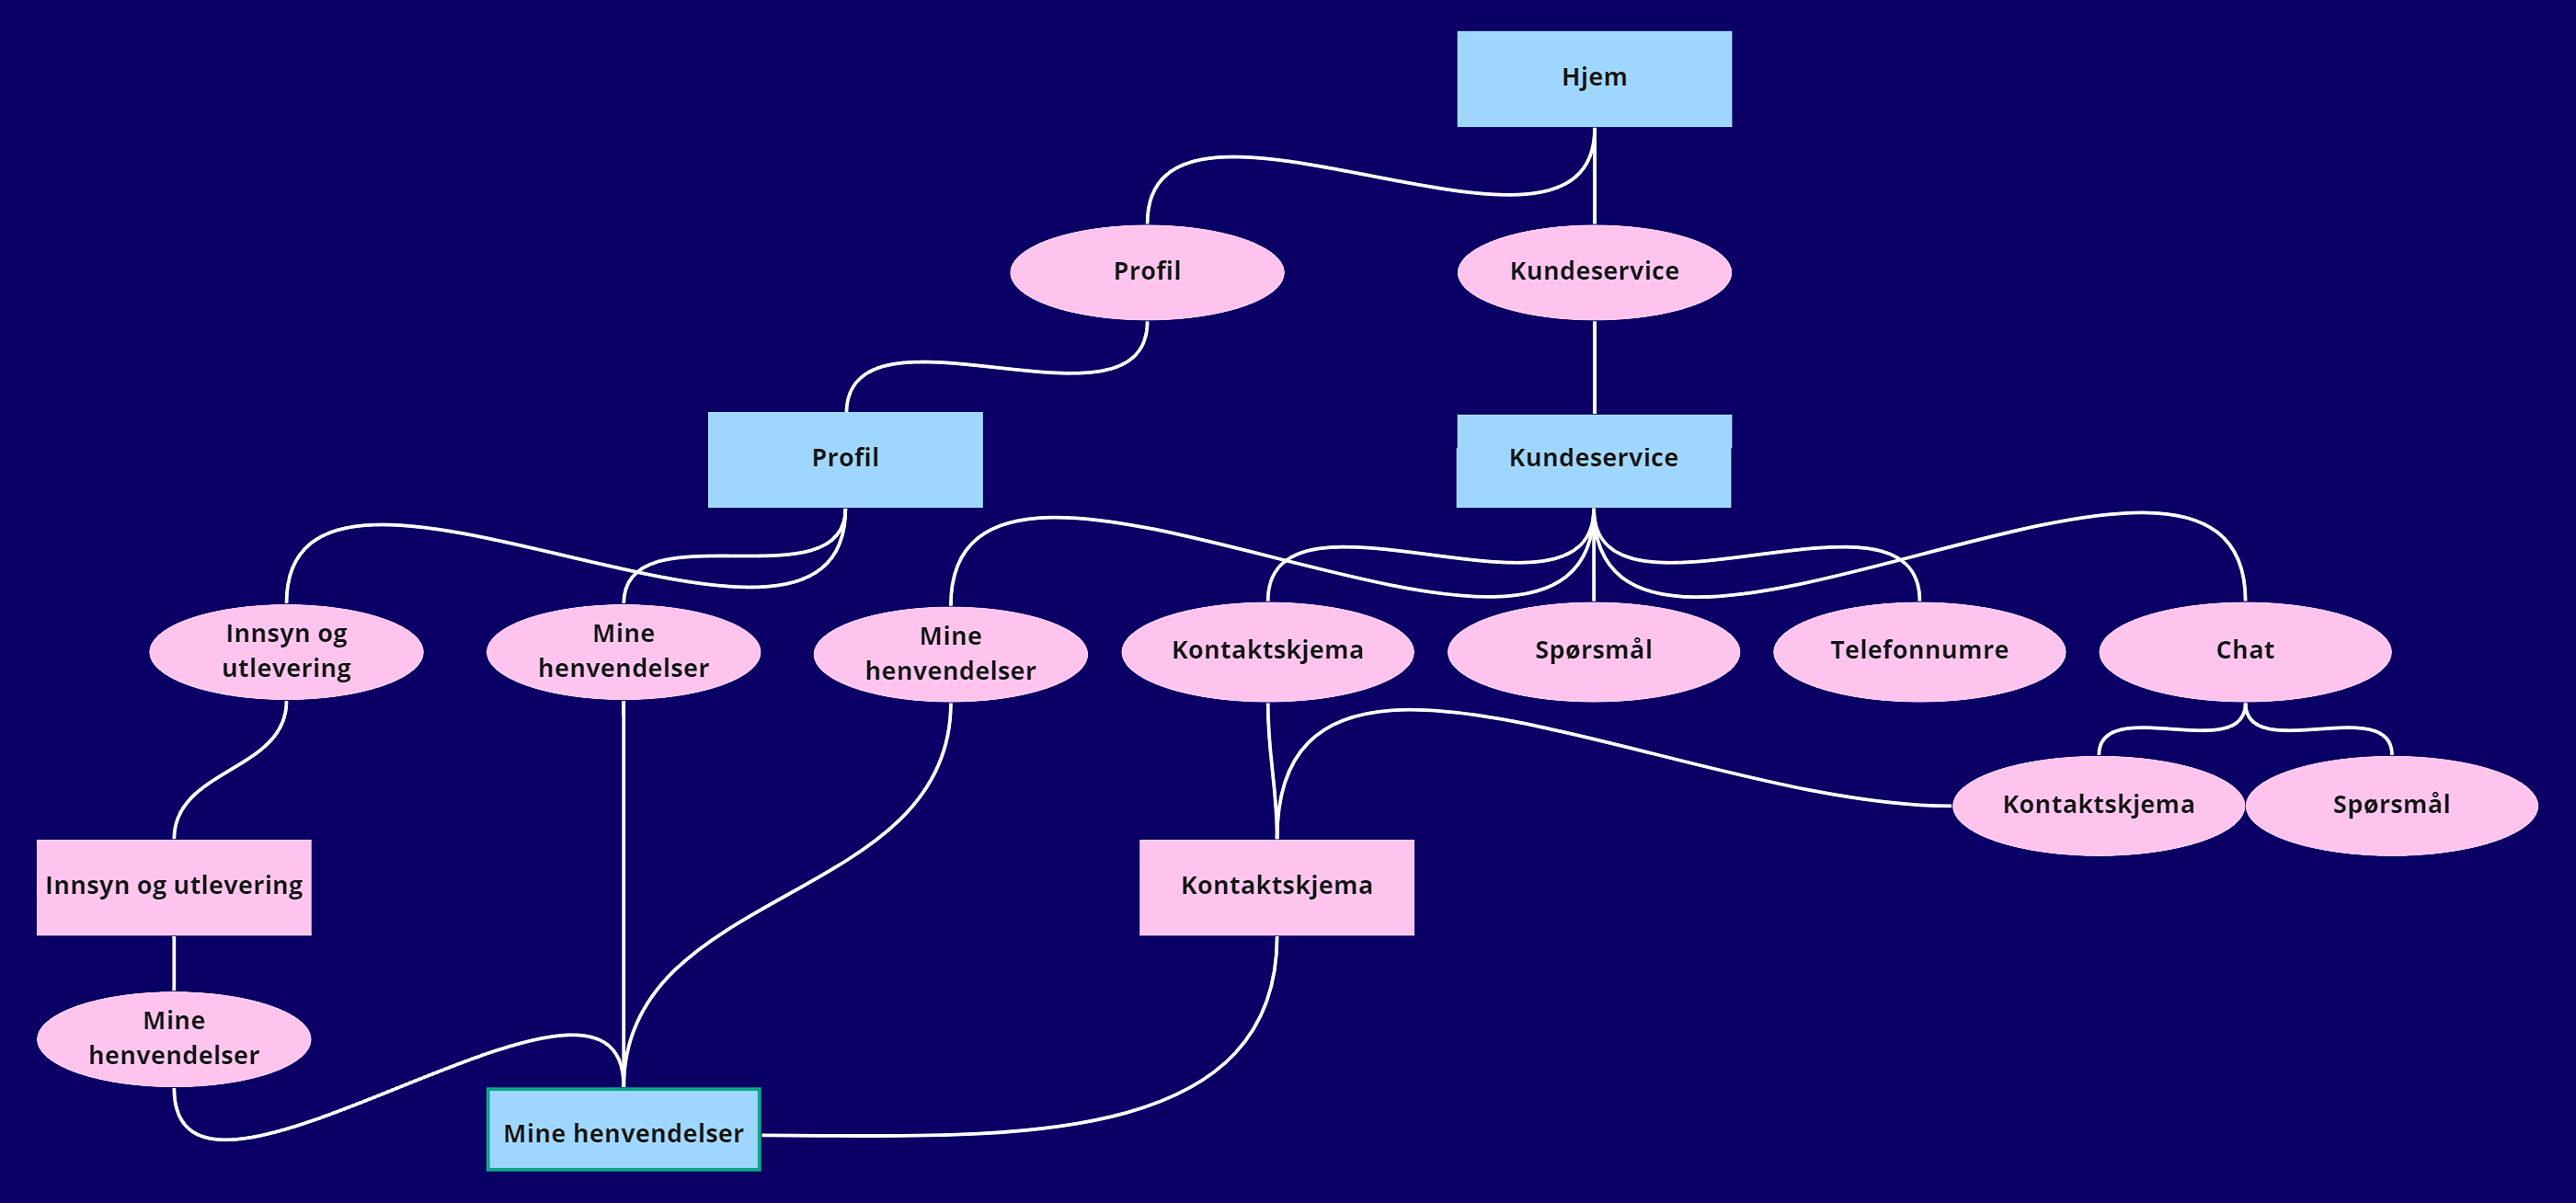 Hjem
Profil
Kundeservice
Profil
Kundeservice
Innsyn og
utlevering
Mine
henvendelser
Mine
henvendelser
Kontaktskjema
Spørsmål
Telefonnumre
Chat
Kontaktskjema
Spørsmål
Innsyn og utlevering
Kontaktskjema
Mine
henvendelser
Mine henvendelser